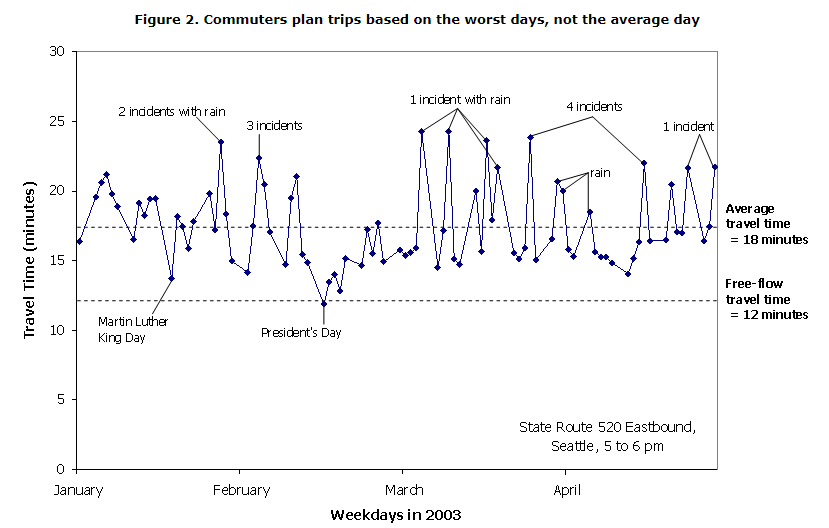 Figure 2. Commuters plan trips based on the worst days, not the average day
30
25
20
15
10
5
0
Travel Time (minutes)
2 incidents with rain
3 incidents
1 incident with rain
4 incidents
1 incident
rain
Martin Luther
King Day
President's Day
Average
travel time
= 18 minutes
Free-flow
travel time
= 12 minutes
State Route 520 Eastbound,
Seattle, 5 to 6 pm
January
February
March
April
Weekdays in 2003